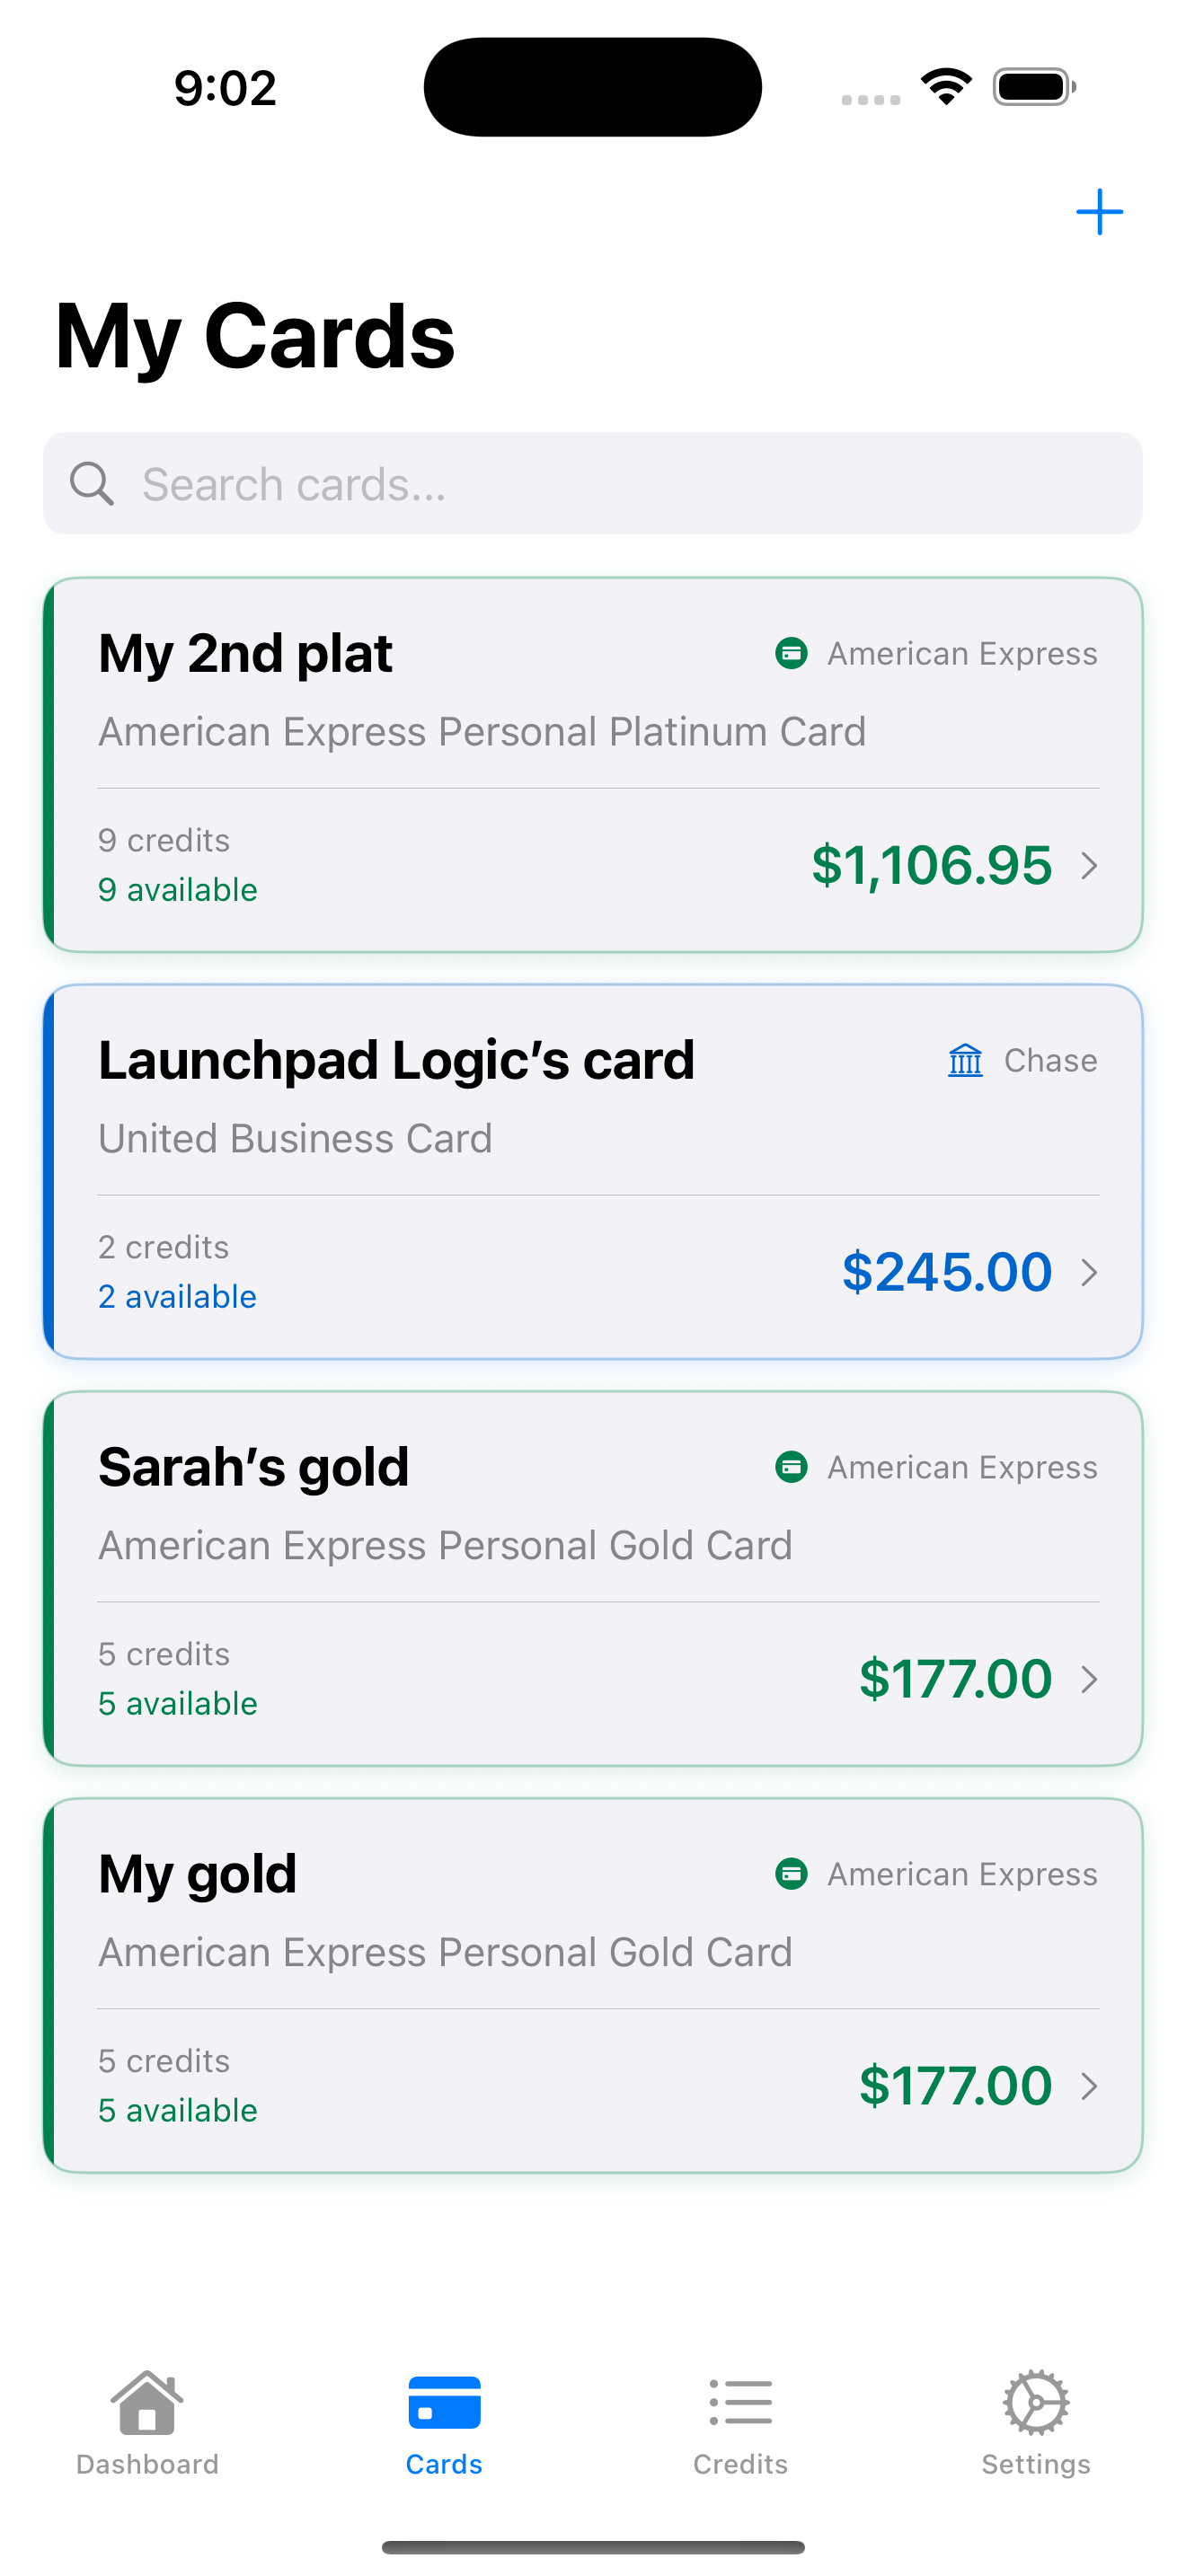 9:02
My Cards
Search cards...
My 2nd plat
American Express
American Express Personal Platinum Card
9 credits
9 available
$1,106.95
Launchpad Logic’s card
Chase
United Business Card
2 credits
2 available
$245.00
Sarah’s gold
American Express
American Express Personal Gold Card
5 credits
5 available
$177.00
My gold
American Express
American Express Personal Gold Card
5 credits
5 available
$177.00
Dashboard
Cards
Credits
Settings